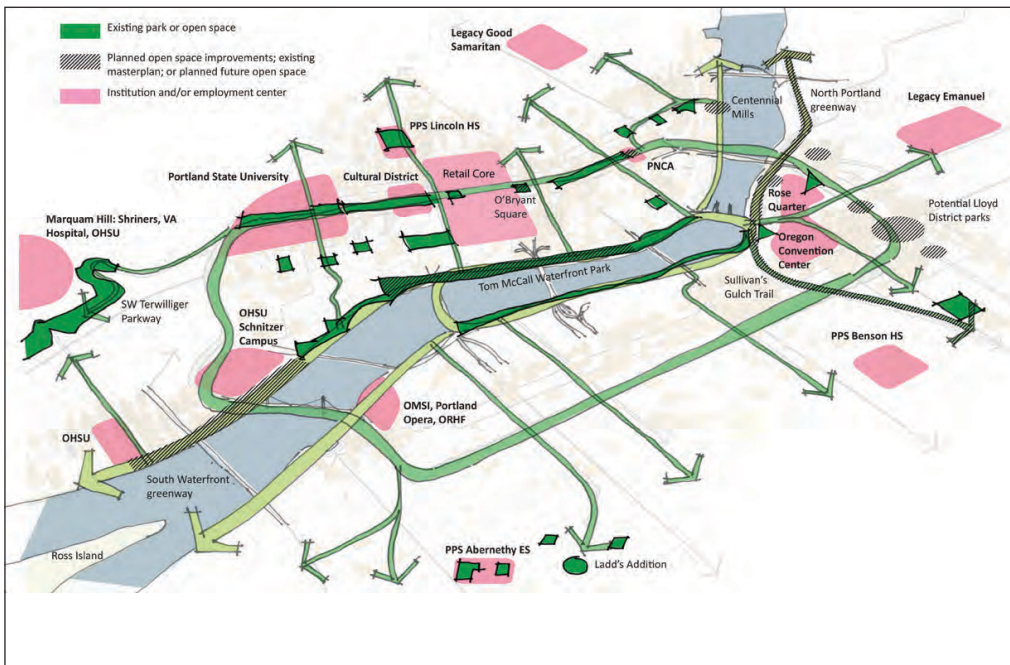 Existing park or open space
Planned open space improvements; existing
masterplan; or planned future open space
Institution and/or employment center
Legacy Good
Samaritan
Centennial
Mills
North Portland
greenway
Legacy Emanuel
PPS Lincoln HS
Portland State University
Cultural District
Retail Core
O'Bryant
Square
PNCA
Rose
Quarter
Potential Lloyd
District parks
Marquam Hill: Shriners, VA
Hospital, OHSU
Oregon
Convention
Center
Tom McCall Waterfront Park
Sullivan's
Gulch Trail
SW Terwilliger
Parkway
OHSU
Schnitzer
Campus
PPS Benson HS
OMSI, Portland
Opera, ORHF
OHSU
South Waterfront
greenway
Ross Island
PPS Abernethy ES
Ladd's Addition